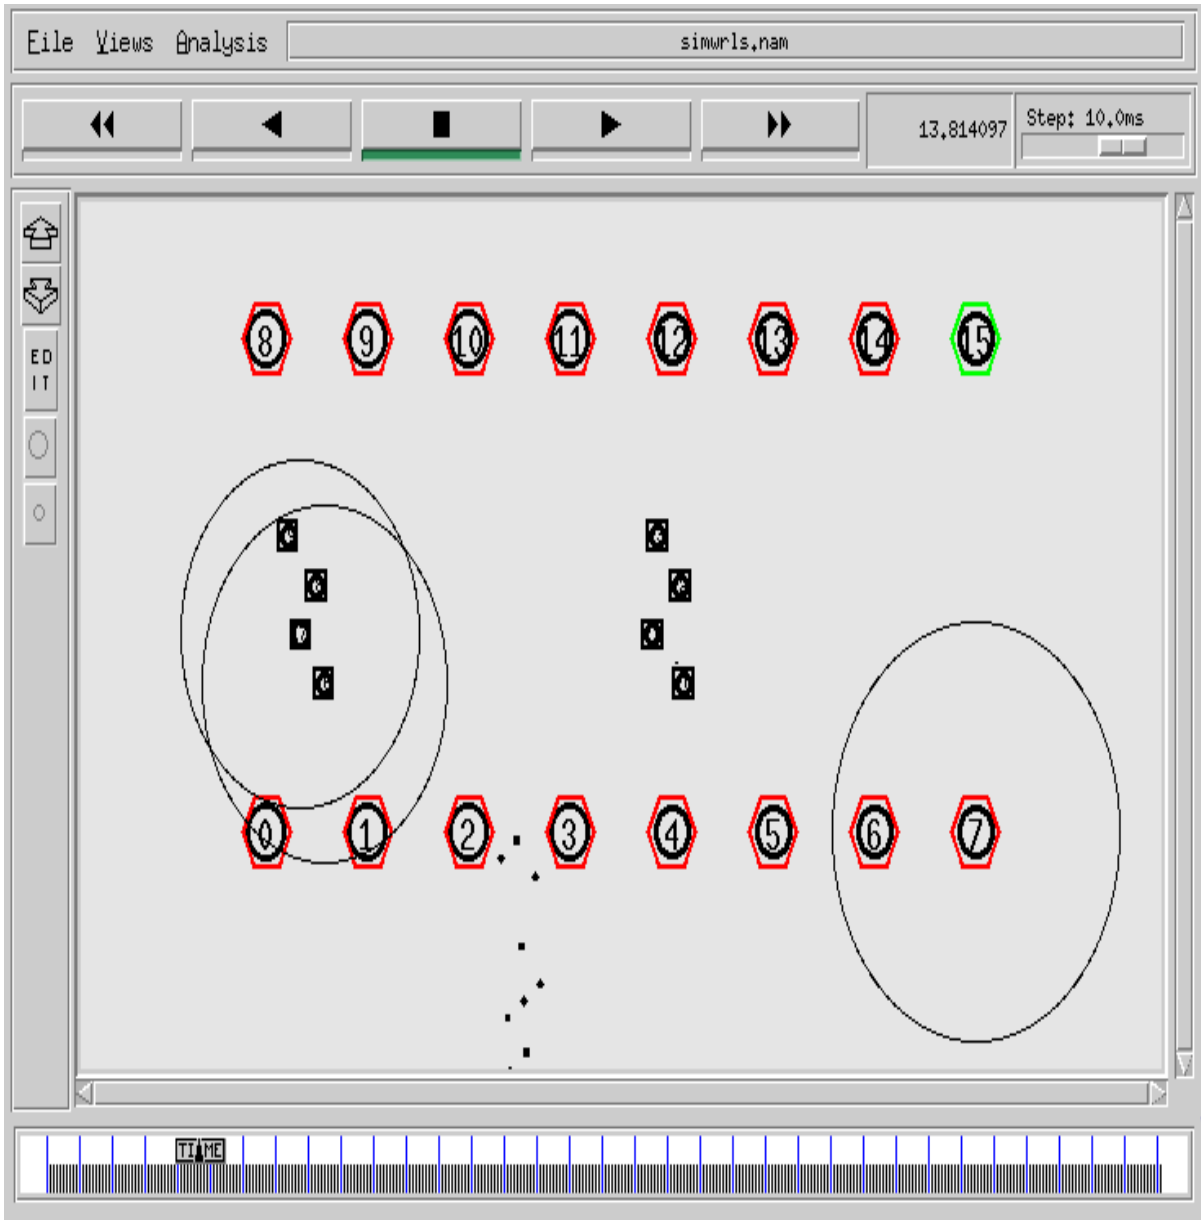 File Views Analysis simwrls.nam
13.814097 Step: 10.0ms
ED
IT
8 9 10 11 12 13 14 15
0 1 2 3 4 5 6 7
TIME